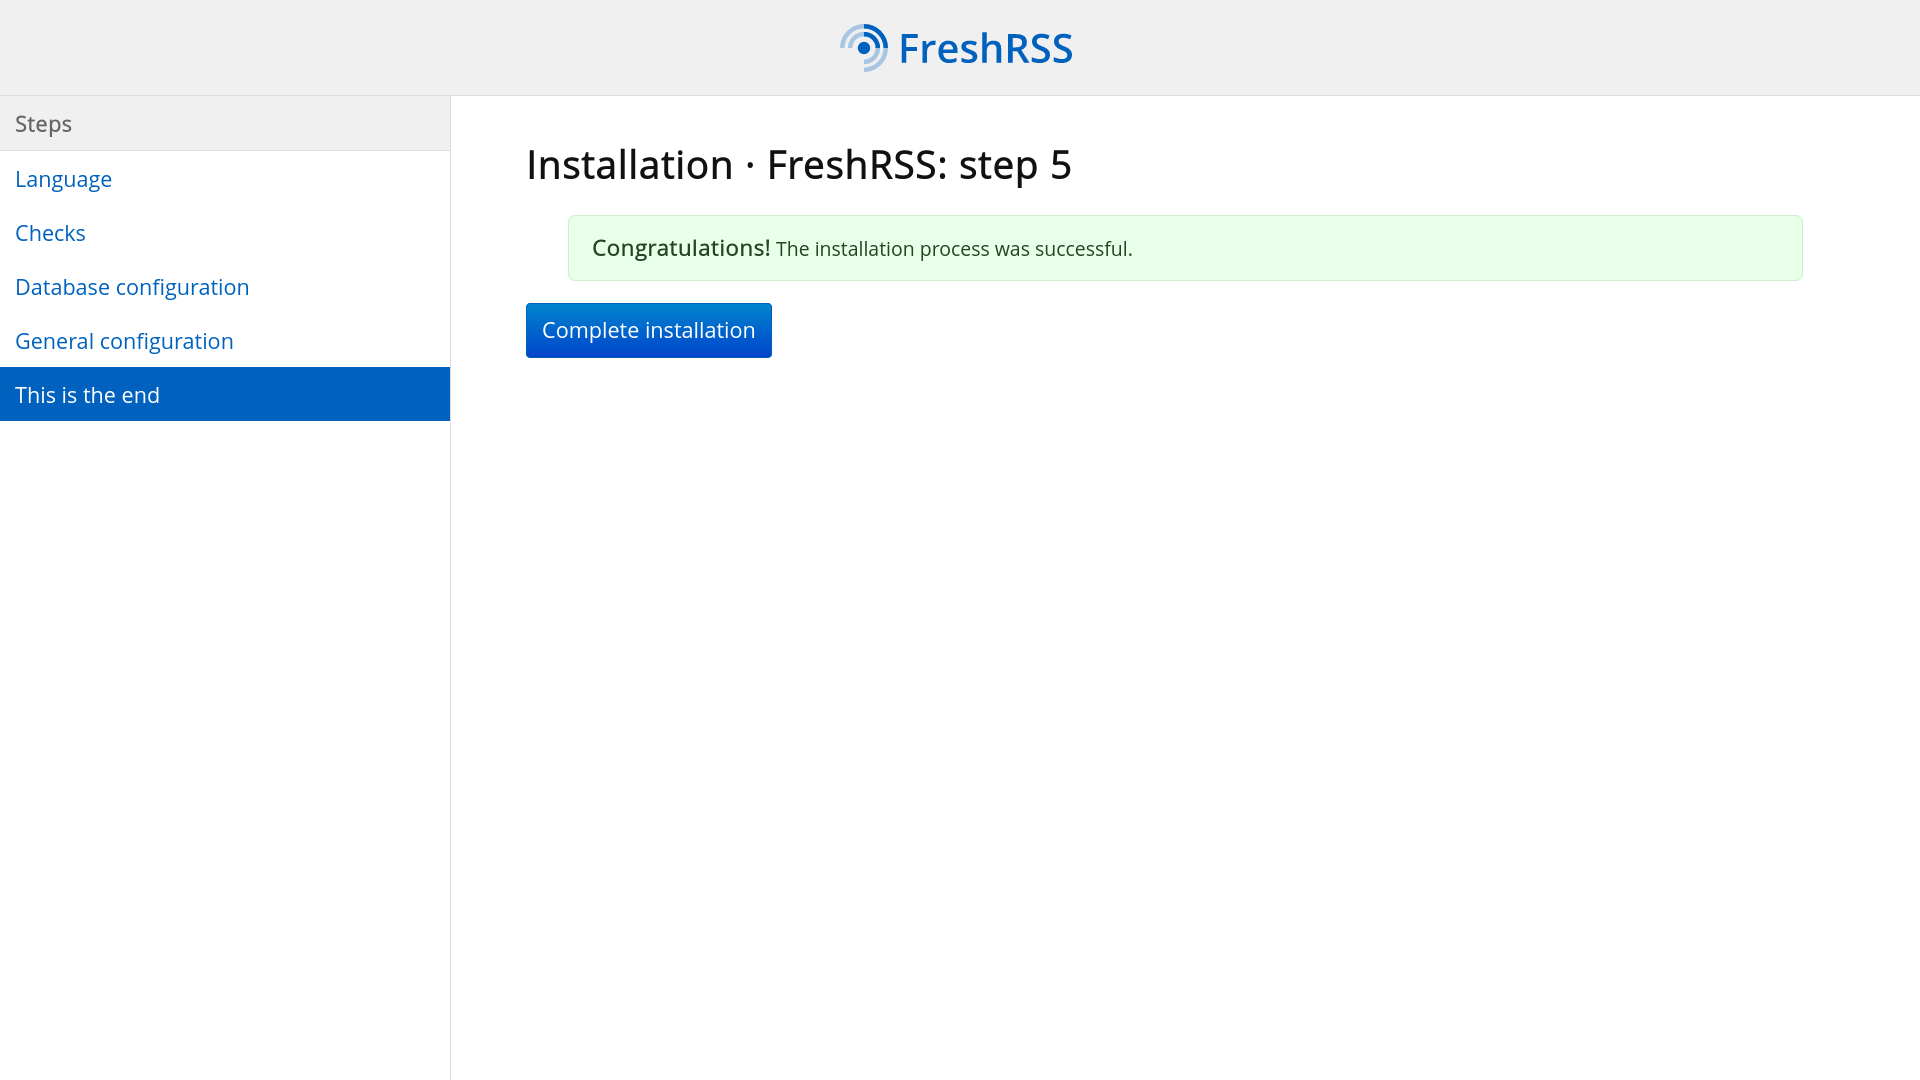 FreshRSS
Steps
Language
Checks
Database configuration
General configuration
This is the end
Installation · FreshRSS: step 5
Congratulations! The installation process was successful.
Complete installation